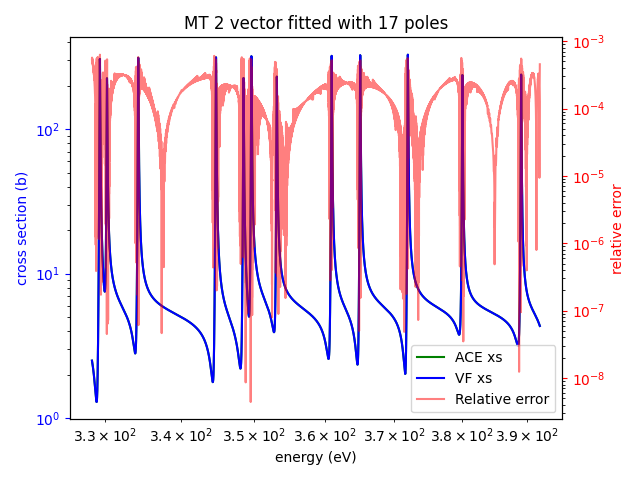 MT 2 vector fitted with 17 poles
cross section (b)
10²
10¹
10⁰
10⁻³
10⁻⁴
10⁻⁵
10⁻⁶
10⁻⁷
10⁻⁸
relative error
ACE xs
VF xs
Relative error
3.3 × 10² 3.4 × 10² 3.5 × 10² 3.6 × 10² 3.7 × 10² 3.8 × 10² 3.9 × 10²
energy (eV)